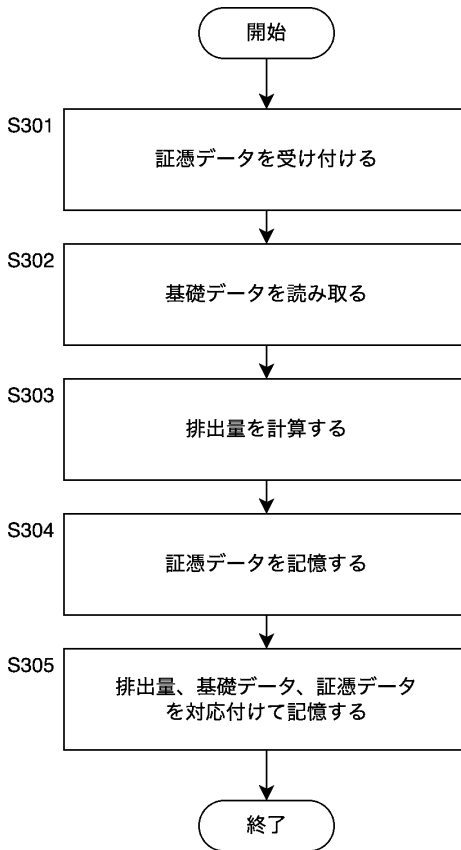 開始
S301
証憑データを受け付ける
S302
基礎データを読み取る
S303
排出量を計算する
S304
証憑データを記憶する
S305
排出量、基礎データ、証憑データ
を対応付けて記憶する
終了